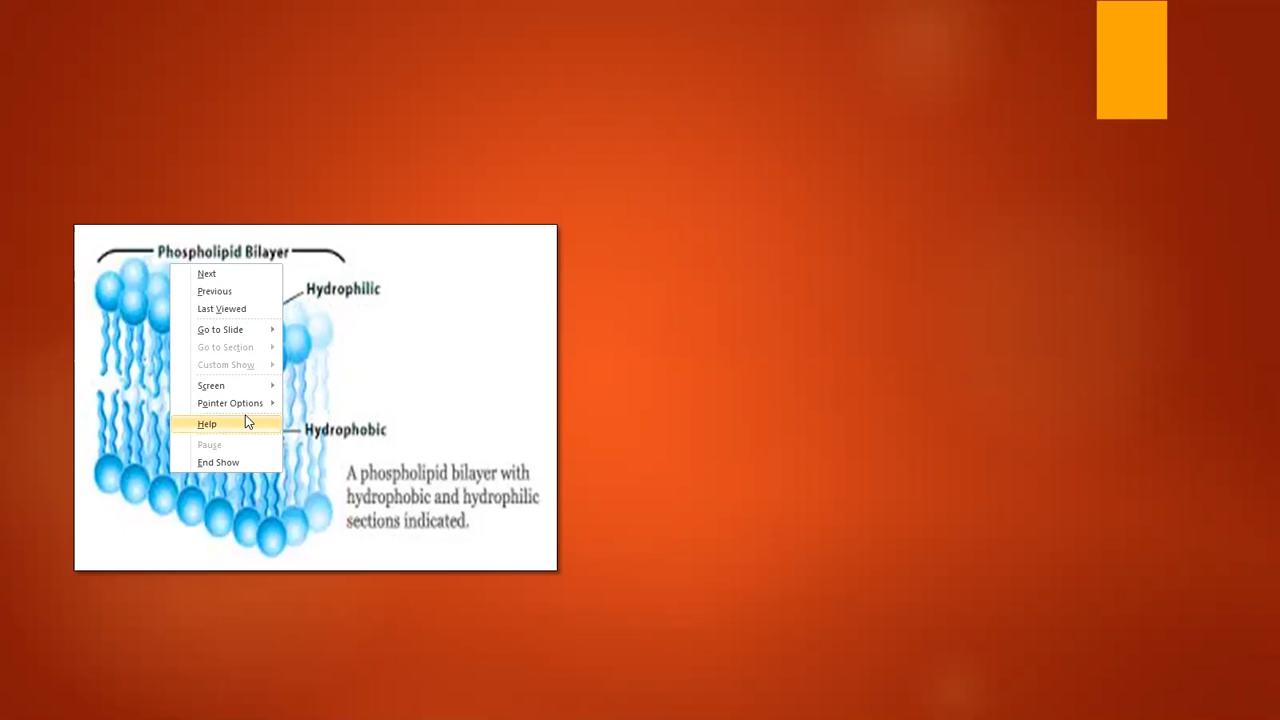 Phospholipid Bilayer
Next
Previous
Last Viewed
Go to Slide
Go to Section
Custom Show
Screen
Pointer Options
Help
Pause
End Show
Hydrophilic
Hydrophobic
A phospholipid bilayer with
hydrophobic and hydrophilic
sections indicated.